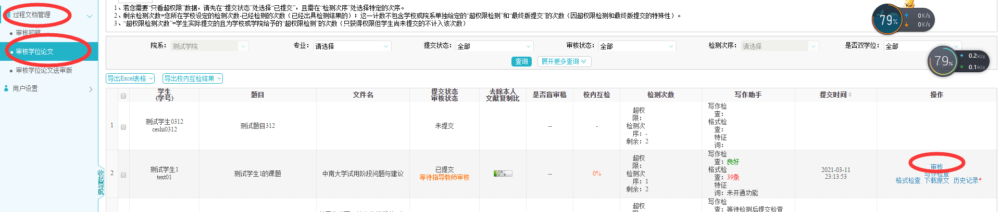 1、若您需要“只看超权限”数据，请先在“提交状态”处选择“已提交”，且需在“检测次序”处选择特定的次序。
2、剩余检测次数=您所在学校设定的检测次数-已经检测的次数（已经出具检测结果的）；这一计数不包含学校或院系单独给定的“超权限检测”和“最终版提交”的次数（因超权限检测和最终版提交的特殊性）。
3、“超权限检测次数”=学生实际提交的且为学校或学院给予的“超权限检测”的次数（只获得权限但学生尚未提交的不计入该次数）
VIP
79%
0K/s
0K/s
过程文档管理
审核初稿
审核学位论文
审核学位论文送审版
用户设置
收起导航
院系： 测试学院
专业： 请选择
提交状态： 全部
审核状态： 全部
检测次序： 请选择
是否双学位： 全部
查询
展开更多查询
79%
0.2K/s
0.1K/s
导出Excel表格
导出校内互检结果
学生
(学号)
题目
文件名
提交状态
审核状态
去除本人
文献复制比
是否盲审稿
校内互检
检测次数
写作助手
提交时间
操作
1
测试学生0312
ceshi0312
测试题目312
未提交
--
-
超权
限：
检测次
序：-
剩余：2
写作检
查：
格式检
查：
特征
词：
2
测试学生1
text01
测试学生1的课题
中南大学试用阶段问题与建议
已提交
等待指导教师审核
0%
--
0%
超权
限：
检测次
序：1
剩余：2
写作检
查：良好
格式检
查：39条
特征
词：未开通功能
2021-03-11
23:13:53
审核
写作检查
格式检查 下载原文 历史记录*
超权
写作检
查：等待检测后提交检查